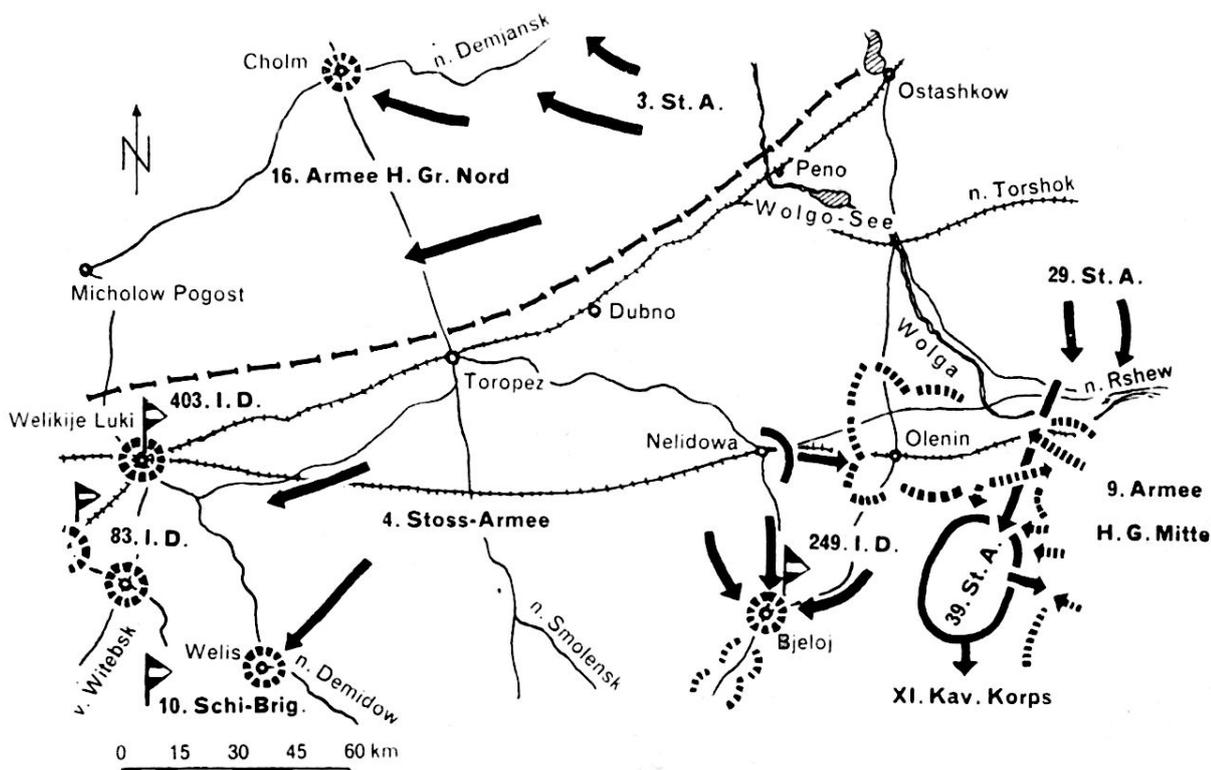 Cholm
n. Demjansk
3. St. A.
Ostashkow
N
16. Armee H. Gr. Nord
Peno
n. Torshok
Wolgo-See
Micholow Pogost
Dubno
29. St. A.
Wolga
n. Rshew
Toropez
403. I. D.
Welikije Luki
Nelidowa
Olenin
9. Armee
H. G. Mitte
4. Stoss-Armee
83. I. D.
249. I. D.
39. St. A.
Bjeloj
n. Smolensk
Welis
n. Demidow
v. Witebsk
10. Schi-Brig.
XI. Kav. Korps
0 15 30 45 60 km